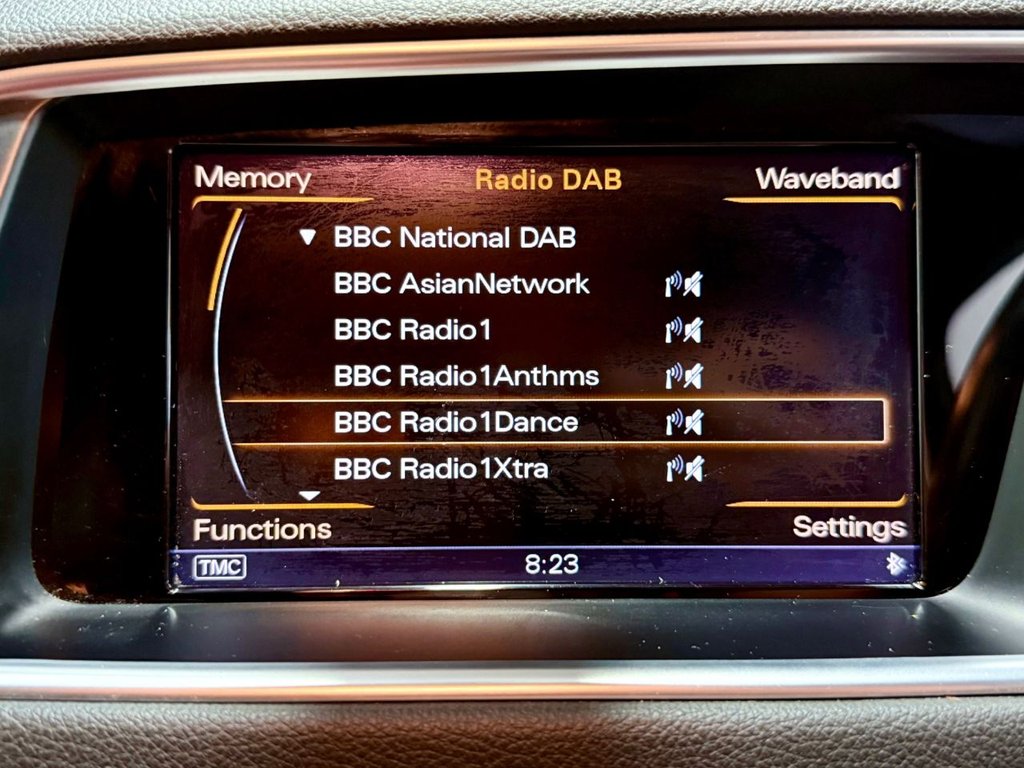 Memory Radio DAB Waveband
BBC National DAB
BBC AsianNetwork
BBC Radio1
BBC Radio1Anthms
BBC Radio1Dance
BBC Radio1Xtra
Functions Settings
TMC 8:23